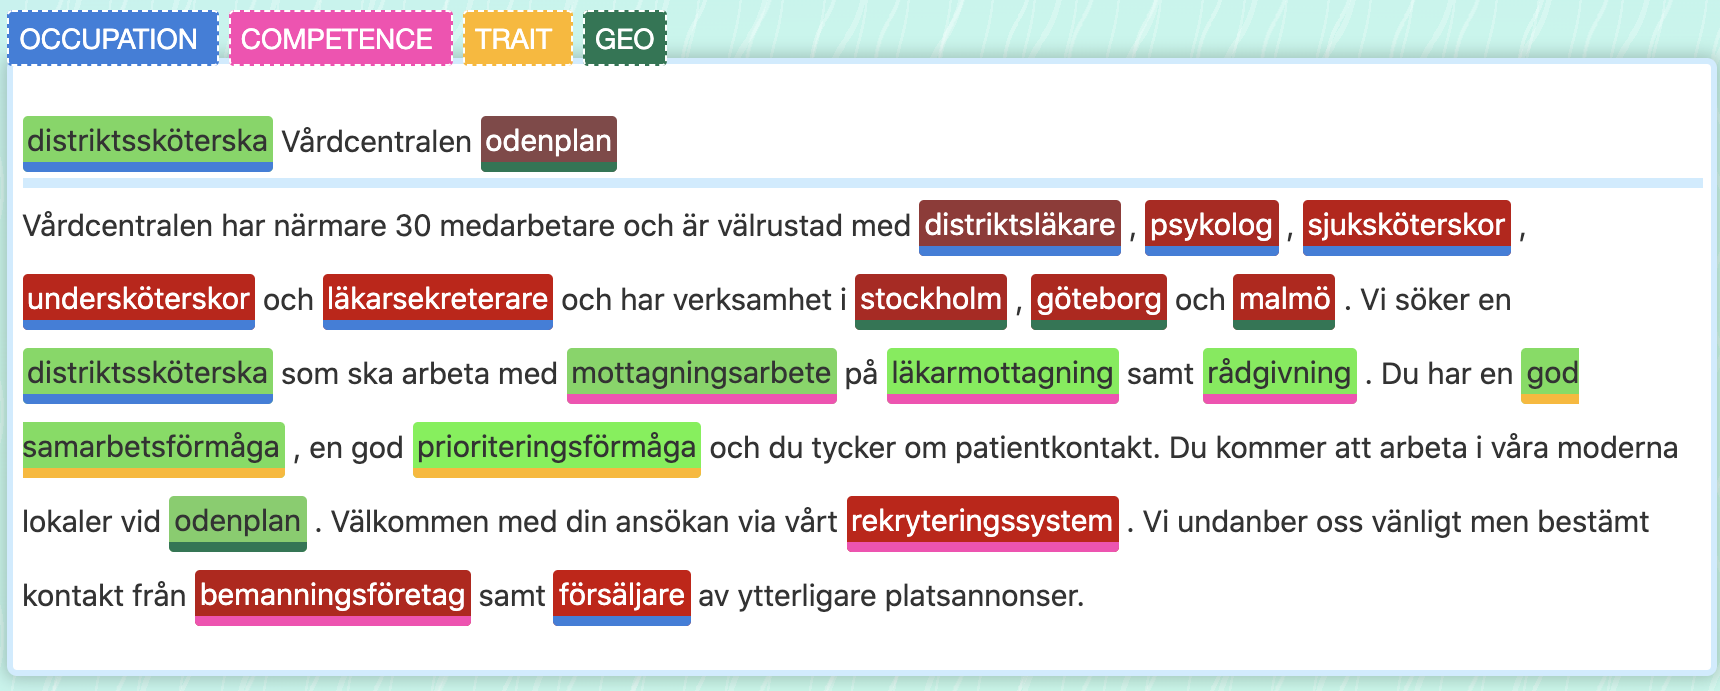 OCCUPATION COMPETENCE TRAIT GEO
distriktssköterska Vårdcentralen odenplan
Vårdcentralen har närmare 30 medarbetare och är välrustad med distriktsläkare , psykolog , sjuksköterskor ,
undersköterskor och läkarsekreterare och har verksamhet i stockholm , göteborg och malmö . Vi söker en
distriktssköterska som ska arbeta med mottagningsarbete på läkarmottagning samt rådgivning . Du har en god
samarbetsförmåga , en god prioriteringsförmåga och du tycker om patientkontakt. Du kommer att arbeta i våra moderna
lokaler vid odenplan . Välkommen med din ansökan via vårt rekryteringssystem . Vi undanber oss vänligt men bestämt
kontakt från bemanningsföretag samt försäljare av ytterligare platsannonser.